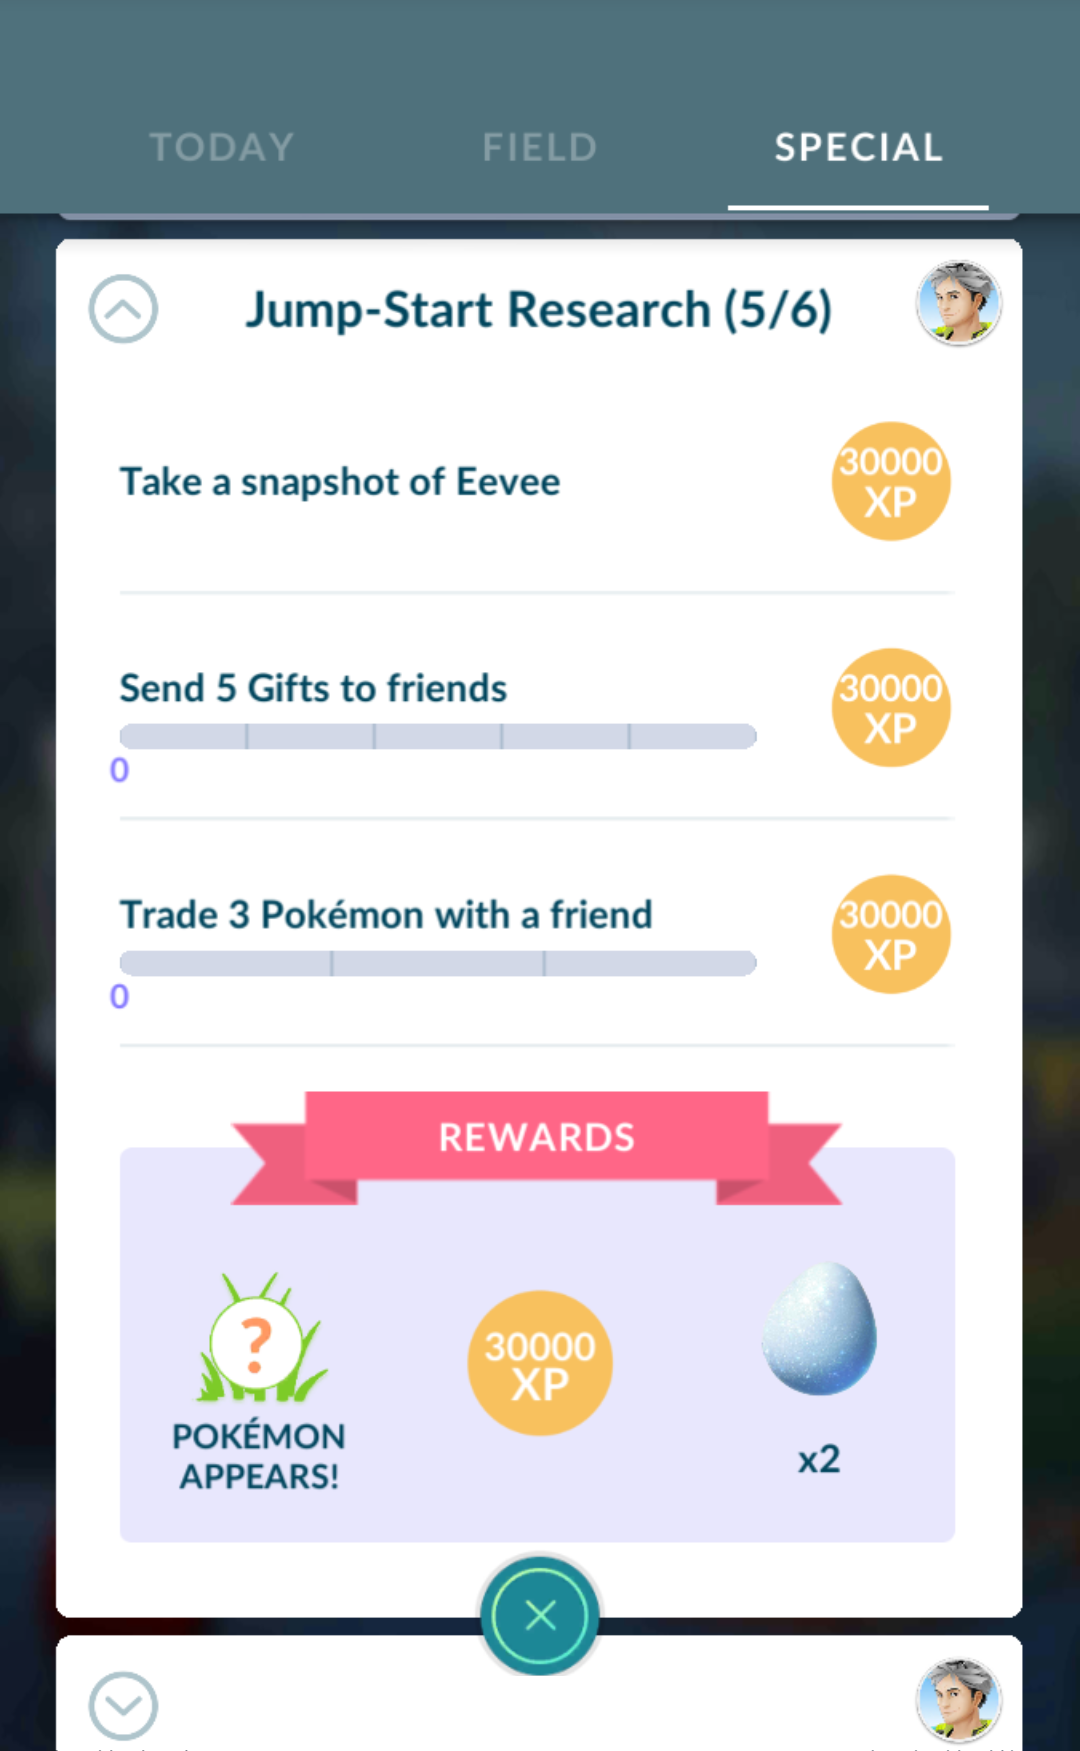 TODAY FIELD SPECIAL
Jump-Start Research (5/6)
Take a snapshot of Eevee
30000
XP
Send 5 Gifts to friends
30000
XP
0
Trade 3 Pokémon with a friend
30000
XP
0
REWARDS
?
POKÉMON
APPEARS!
30000
XP
x2